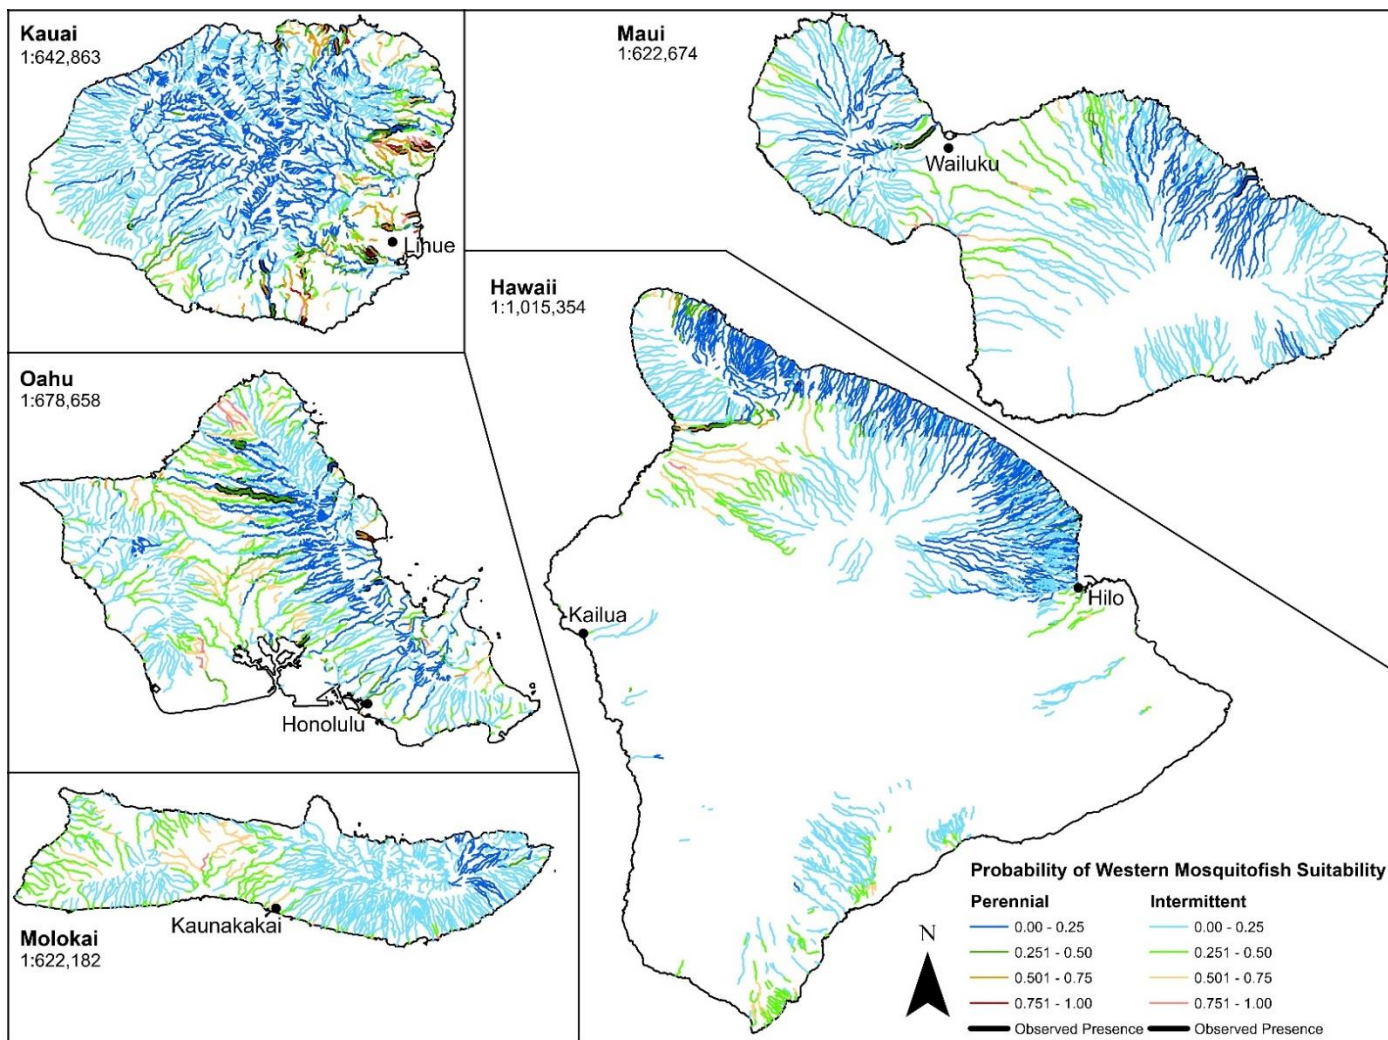 Kauai
1:642,863
Lihue
Maui
1:622,674
Wailuku
Oahu
1:678,658
Honolulu
Hawaii
1:1,015,354
Kailua
Hilo
Kaunakakai
Molokai
1:622,182
N
Probability of Western Mosquitofish Suitability
Perennial Intermittent
0.00 - 0.25 0.00 - 0.25
0.251 - 0.50 0.251 - 0.50
0.501 - 0.75 0.501 - 0.75
0.751 - 1.00 0.751 - 1.00
Observed Presence Observed Presence